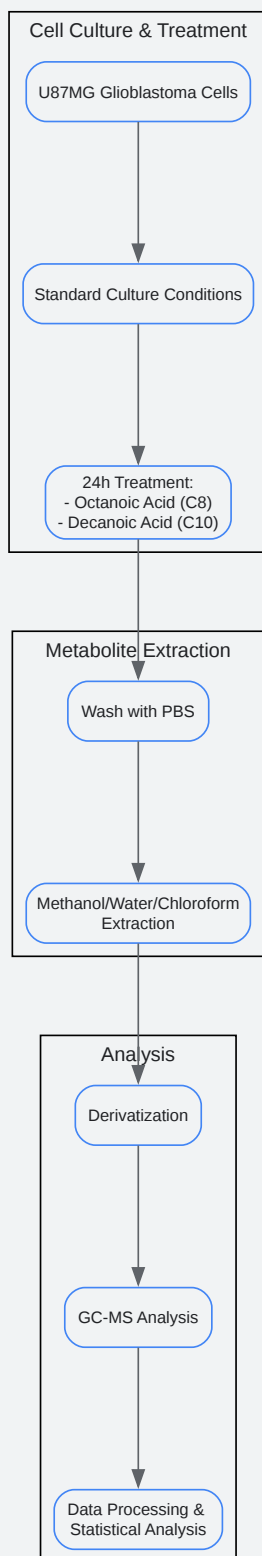 Cell Culture & Treatment
U87MG Glioblastoma Cells
Standard Culture Conditions
24h Treatment:
- Octanoic Acid (C8)
- Decanoic Acid (C10)
Metabolite Extraction
Wash with PBS
Methanol/Water/Chloroform
Extraction
Analysis
Derivatization
GC-MS Analysis
Data Processing &
Statistical Analysis